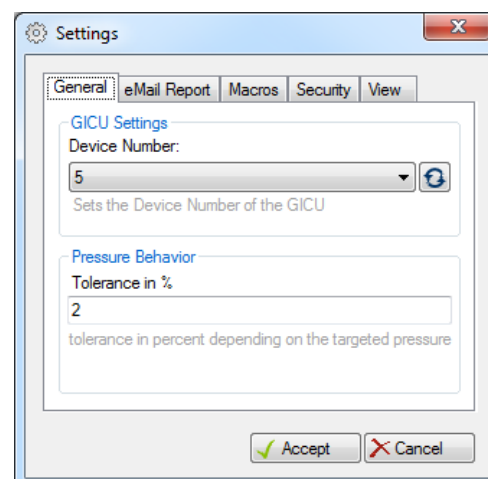 Settings
General eMail Report Macros Security View
GICU Settings
Device Number:
5
Sets the Device Number of the GICU
Pressure Behavior
Tolerance in %
2
tolerance in percent depending on the targeted pressure
Accept Cancel